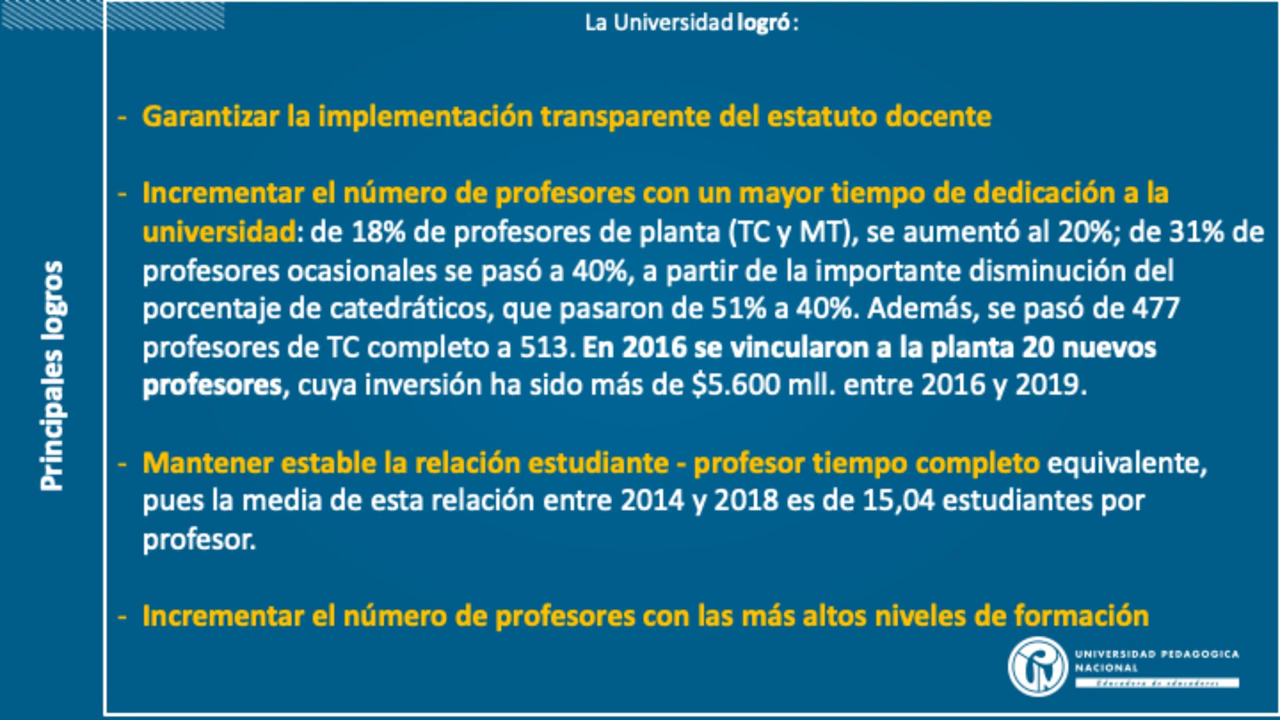 La Universidad logró:
Principales logros
- Garantizar la implementación transparente del estatuto docente
- Incrementar el número de profesores con un mayor tiempo de dedicación a la
universidad: de 18% de profesores de planta (TC y MT), se aumentó al 20%; de 31% de
profesores ocasionales se pasó a 40%, a partir de la importante disminución del
porcentaje de catedráticos, que pasaron de 51% a 40%. Además, se pasó de 477
profesores de TC completo a 513. En 2016 se vincularon a la planta 20 nuevos
profesores, cuya inversión ha sido más de $5.600 mll. entre 2016 y 2019.
- Mantener estable la relación estudiante - profesor tiempo completo equivalente,
pues la media de esta relación entre 2014 y 2018 es de 15,04 estudiantes por
profesor.
- Incrementar el número de profesores con las más altos niveles de formación
UNIVERSIDAD PEDAGOGICA
NACIONAL
Educadora de educadores